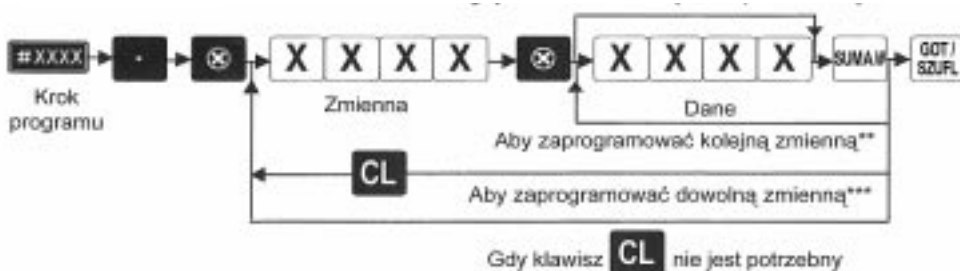 #XXXX · ⊗ X X X X ⊗ X X X X SUMA/# GOT/ SZUFL
Krok programu
Zmienna
Dane
Aby zaprogramować kolejną zmienną**
CL
Aby zaprogramować dowolną zmienną***
Gdy klawisz CL nie jest potrzebny